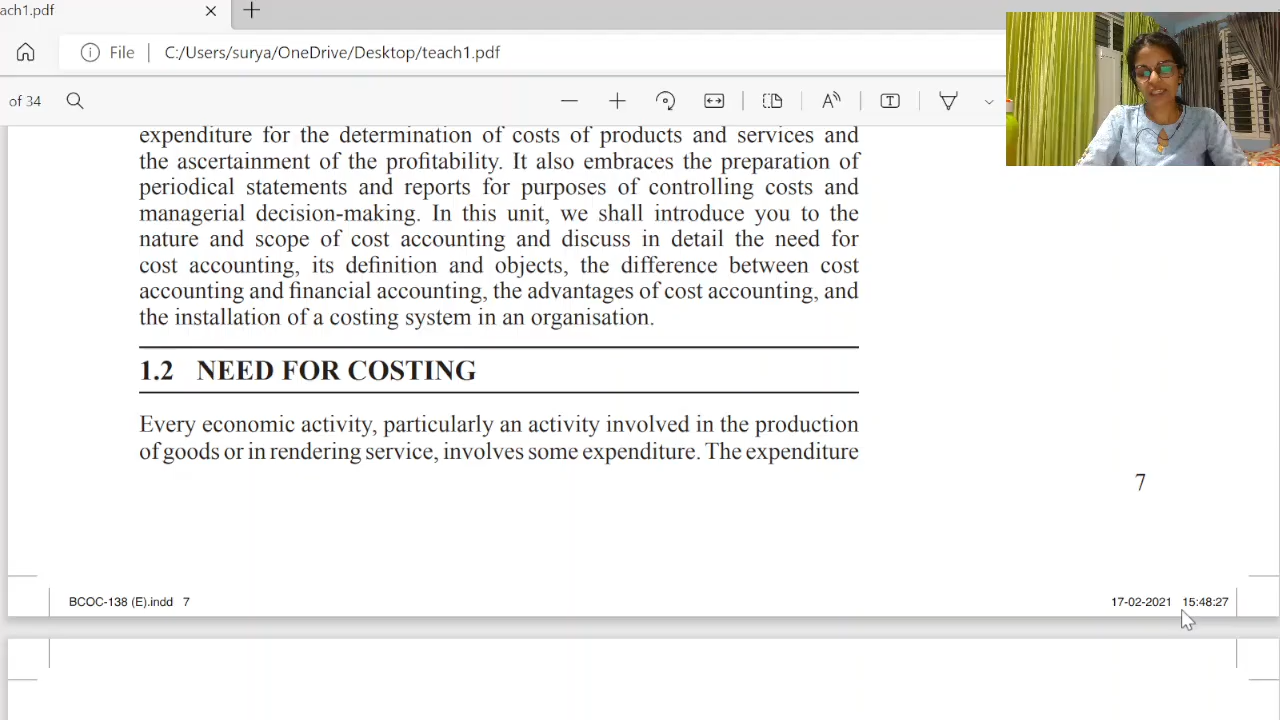 ach1.pdf
File C:/Users/surya/OneDrive/Desktop/teach1.pdf
of 34
expenditure for the determination of costs of products and services and
the ascertainment of the profitability. It also embraces the preparation of
periodical statements and reports for purposes of controlling costs and
managerial decision-making. In this unit, we shall introduce you to the
nature and scope of cost accounting and discuss in detail the need for
cost accounting, its definition and objects, the difference between cost
accounting and financial accounting, the advantages of cost accounting, and
the installation of a costing system in an organisation.
1.2 NEED FOR COSTING
Every economic activity, particularly an activity involved in the production
of goods or in rendering service, involves some expenditure. The expenditure
7
BCOC-138 (E).indd 7 17-02-2021 15:48:27